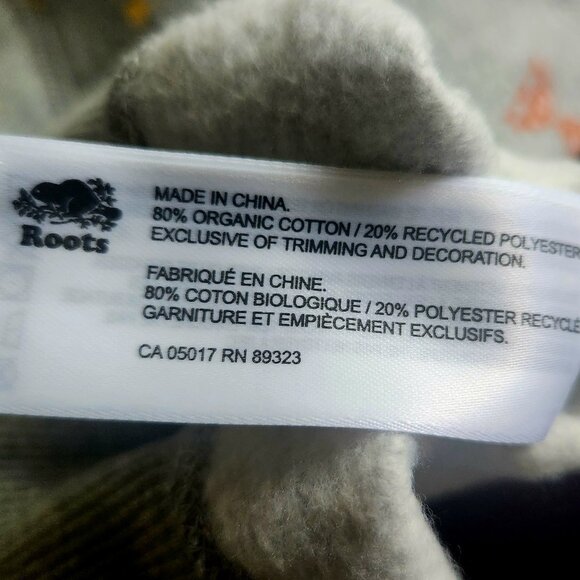 Roots
MADE IN CHINA.
80% ORGANIC COTTON / 20% RECYCLED POLYESTER
EXCLUSIVE OF TRIMMING AND DECORATION.
FABRIQUÉ EN CHINE.
80% COTON BIOLOGIQUE / 20% POLYESTER RECYCLÉ
GARNITURE ET EMPIÈCEMENT EXCLUSIFS.
CA 05017 RN 89323